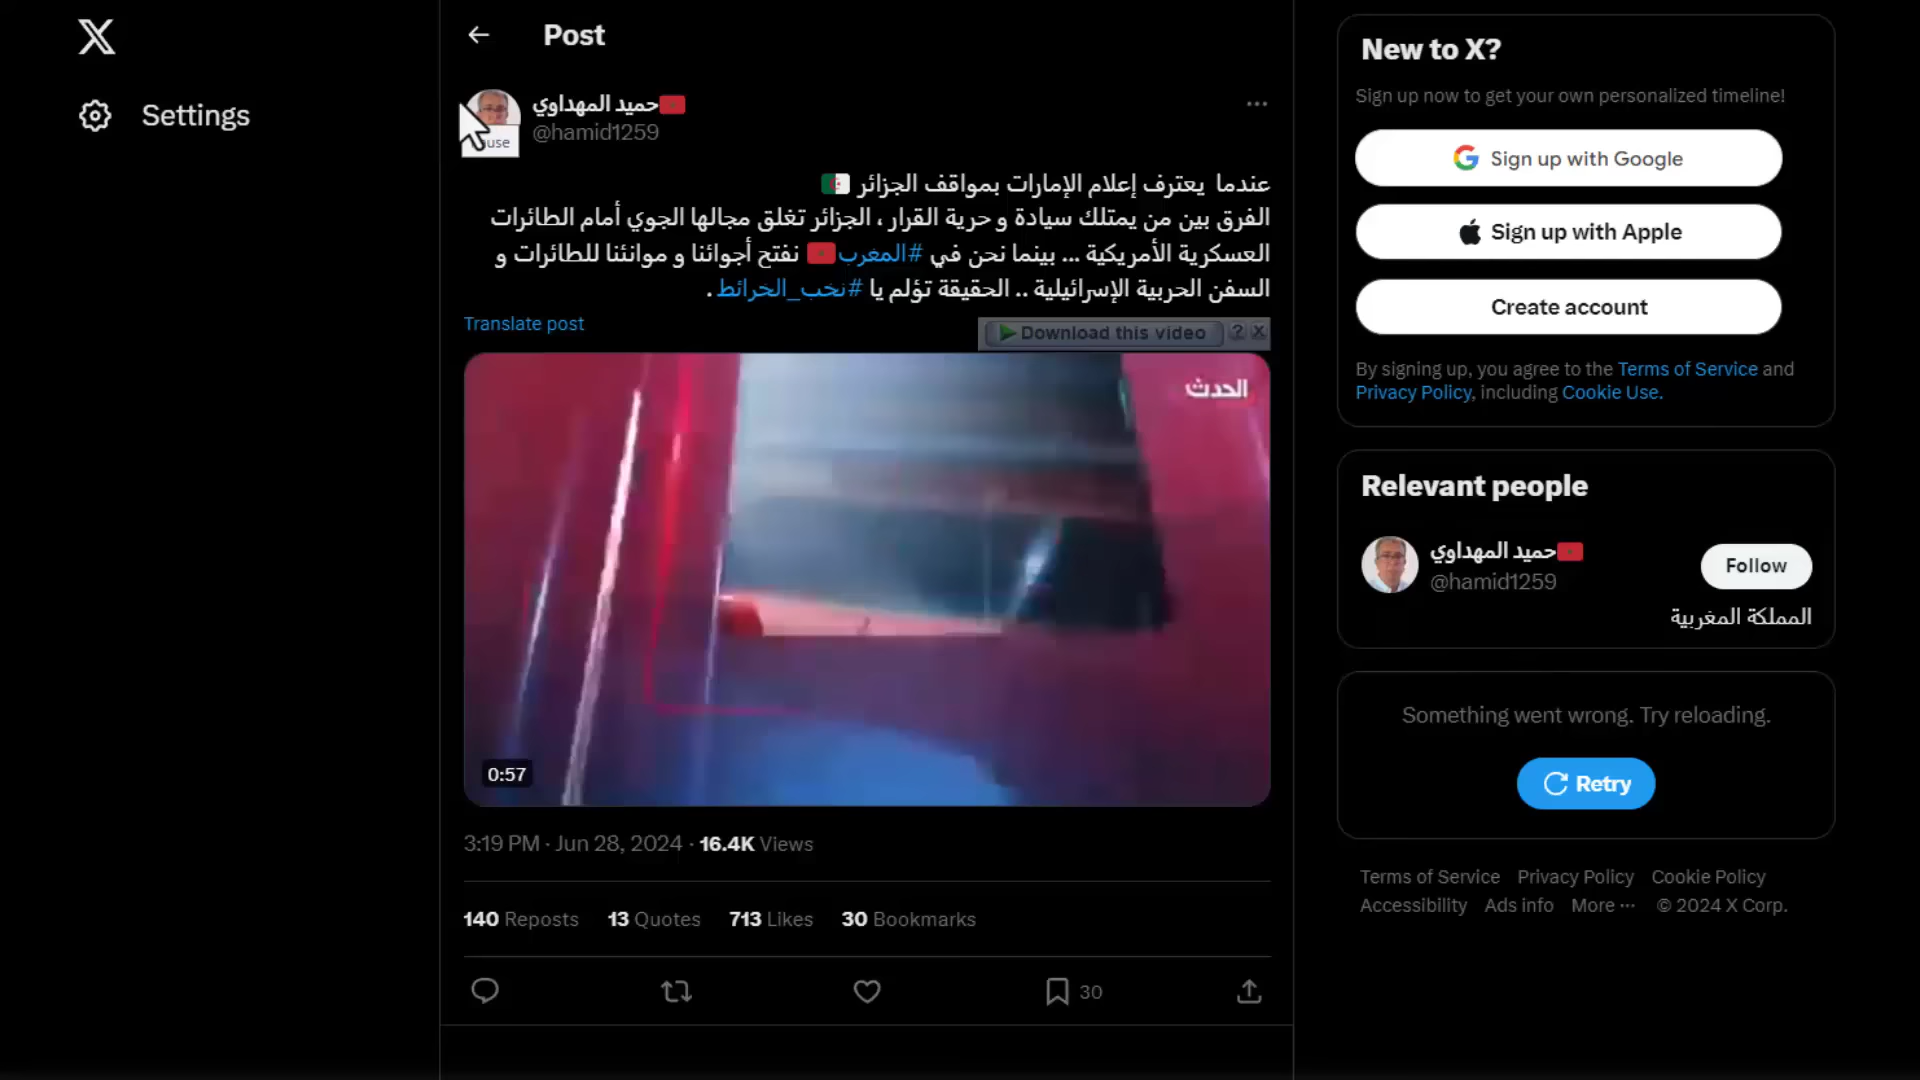 Settings
Post
حميد المهداوي🇲🇦
@hamid1259
عندما يعترف إعلام الإمارات بمواقف الجزائر 🇩🇿
الفرق بين من يمتلك سيادة و حرية القرار ، الجزائر تغلق مجالها الجوي أمام الطائرات
العسكرية الأمريكية ... بينما نحن في #المغرب🇲🇦 نفتح أجوائنا و موانئنا للطائرات و
السفن الحربية الإسرائيلية .. الحقيقة تؤلم يا #نخب_الخرائط .
Translate post
Download this video ? X
الحدث
0:57
3:19 PM · Jun 28, 2024 · 16.4K Views
140 Reposts 13 Quotes 713 Likes 30 Bookmarks
30
New to X?
Sign up now to get your own personalized timeline!
Sign up with Google
Sign up with Apple
Create account
By signing up, you agree to the Terms of Service and
Privacy Policy, including Cookie Use.
Relevant people
حميد المهداوي🇲🇦
@hamid1259
Follow
المملكة المغربية
Something went wrong. Try reloading.
Retry
Terms of Service Privacy Policy Cookie Policy
Accessibility Ads info More ··· © 2024 X Corp.